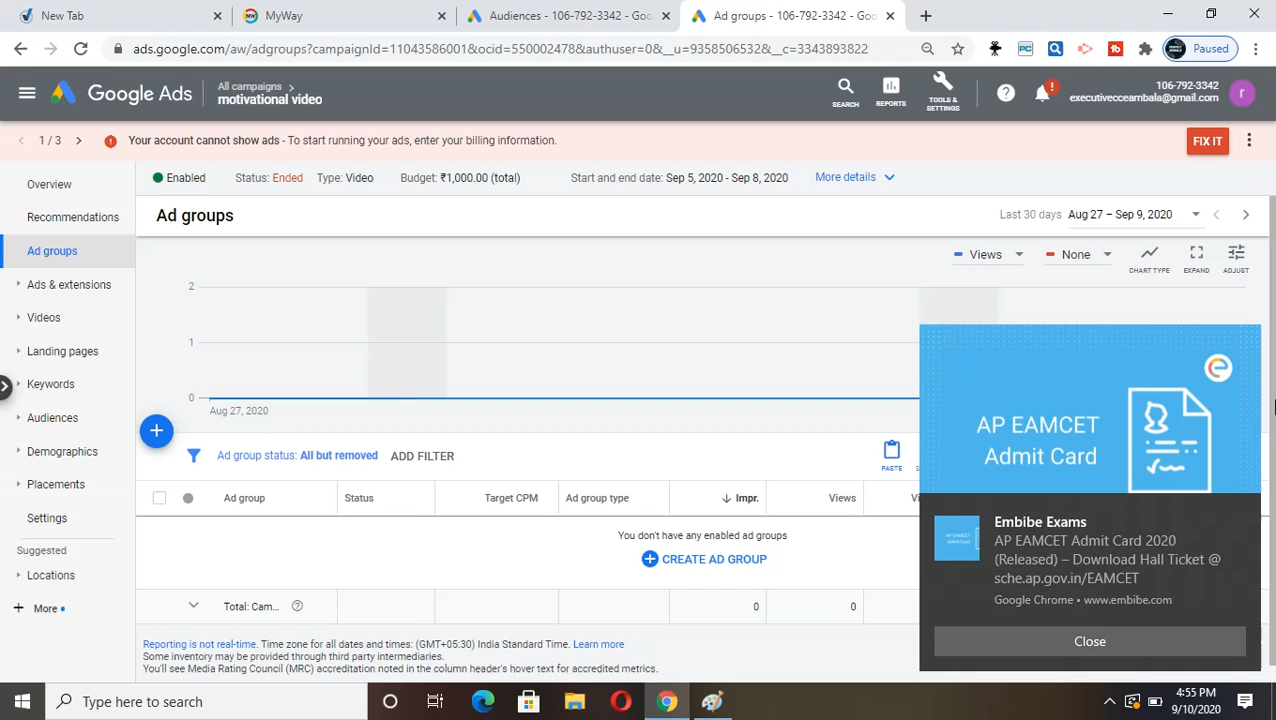 New Tab
MyWay
Audiences - 106-792-3342 - Goo
Ad groups - 106-792-3342 - Goog
ads.google.com/aw/adgroups?campaignId=11043586001&ocid=550002478&authuser=0&__u=9358506532&__c=3343893822
Paused
Google Ads
All campaigns
motivational video
SEARCH
REPORTS
TOOLS &
SETTINGS
106-792-3342
executivecceambala@gmail.com
r
1 / 3
Your account cannot show ads - To start running your ads, enter your billing information.
FIX IT
Overview
Recommendations
Ad groups
Ads & extensions
Videos
Landing pages
Keywords
Audiences
Demographics
Placements
Settings
Suggested
Locations
More
Enabled
Status: Ended
Type: Video
Budget: ₹1,000.00 (total)
Start and end date: Sep 5, 2020 - Sep 8, 2020
More details
Ad groups
Last 30 days
Aug 27 – Sep 9, 2020
Views
None
CHART TYPE
EXPAND
ADJUST
2
1
0
Aug 27, 2020
Ad group status: All but removed
ADD FILTER
PASTE
Ad group
Status
Target CPM
Ad group type
Impr.
Views
You don't have any enabled ad groups
CREATE AD GROUP
Total: Cam...
0
0
Reporting is not real-time. Time zone for all dates and times: (GMT+05:30) India Standard Time. Learn more
Some inventory may be provided through third party intermediaries.
You'll see Media Rating Council (MRC) accreditation noted in the column header's hover text for accredited metrics.
AP EAMCET
Admit Card
Embibe Exams
AP EAMCET Admit Card 2020
(Released) – Download Hall Ticket @
sche.ap.gov.in/EAMCET
Google Chrome • www.embibe.com
Close
Type here to search
4:55 PM
9/10/2020